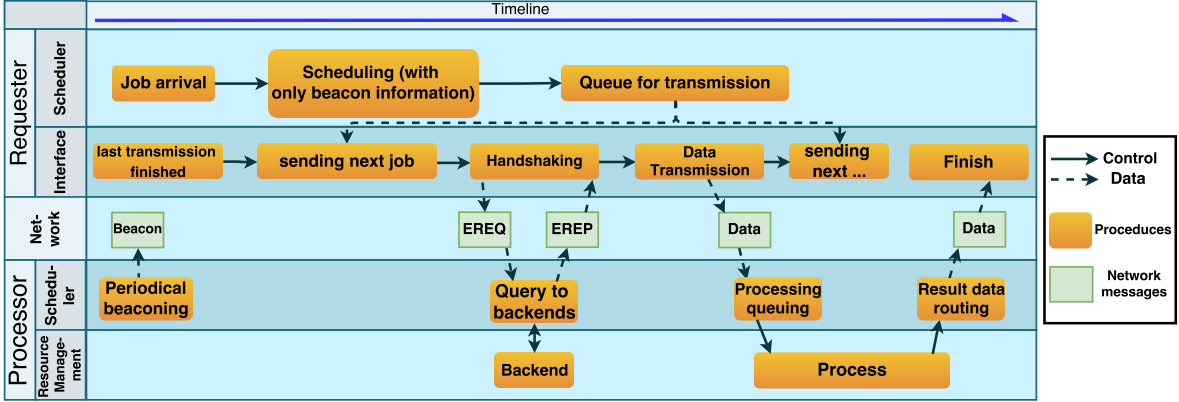 Timeline
Requester
Scheduler
Job arrival
Scheduling (with
only beacon information)
Queue for transmission
Interface
last transmission
finished
sending next job
Handshaking
Data
Transmission
sending
next ...
Finish
Net-
work
Beacon
EREQ
EREP
Data
Data
Processor
Schedu-
ler
Periodical
beaconing
Query to
backends
Processing
queuing
Result data
routing
Resource
Manage-
ment
Backend
Process
Control
Data
Proceduces
Network
messages